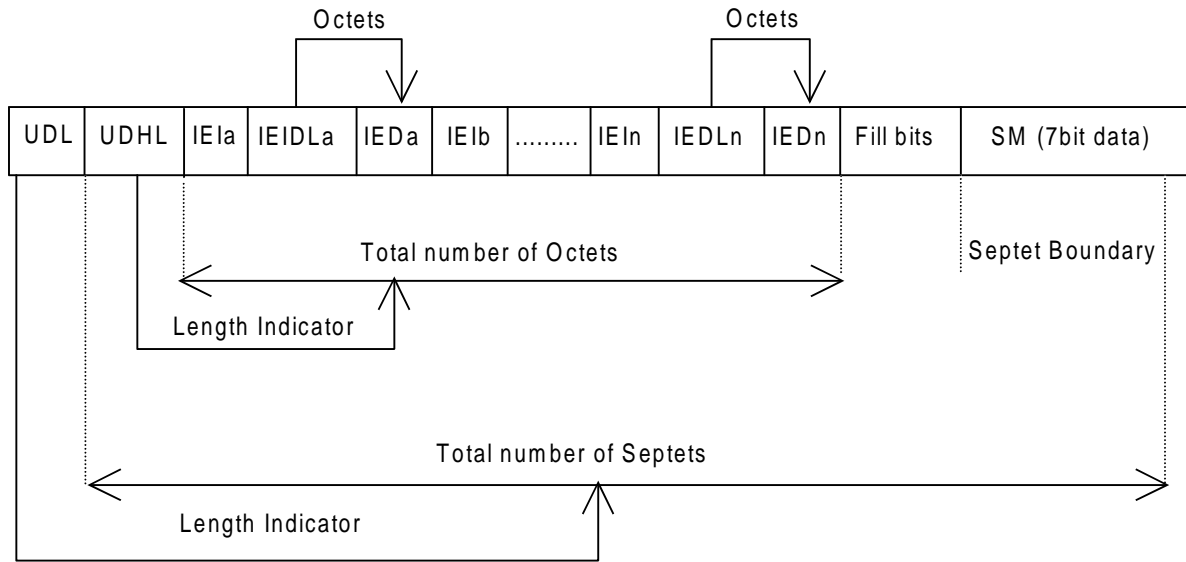 Octets Octets
UDL UDHL IEIa IEIDLa IEDa IEIb ......... IEIn IEDLn IEDn Fill bits SM (7bit data)
Total number of Octets Septet Boundary
Length Indicator
Total number of Septets
Length Indicator